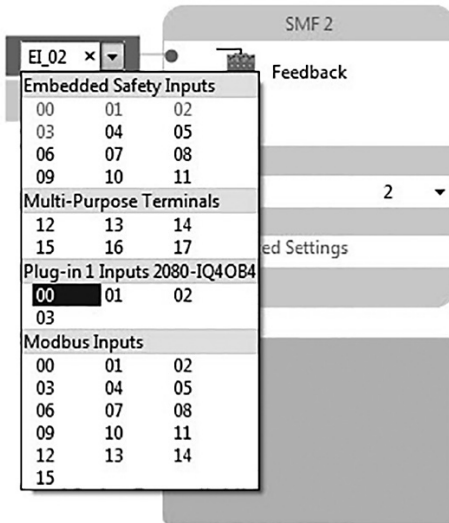 SMF 2
EI_02 ×
Feedback
Embedded Safety Inputs
00 01 02
03 04 05
06 07 08
09 10 11
Multi-Purpose Terminals
12 13 14
15 16 17
Plug-in 1 Inputs 2080-IQ4OB4
00 01 02
03
Modbus Inputs
00 01 02
03 04 05
06 07 08
09 10 11
12 13 14
15
2
ed Settings